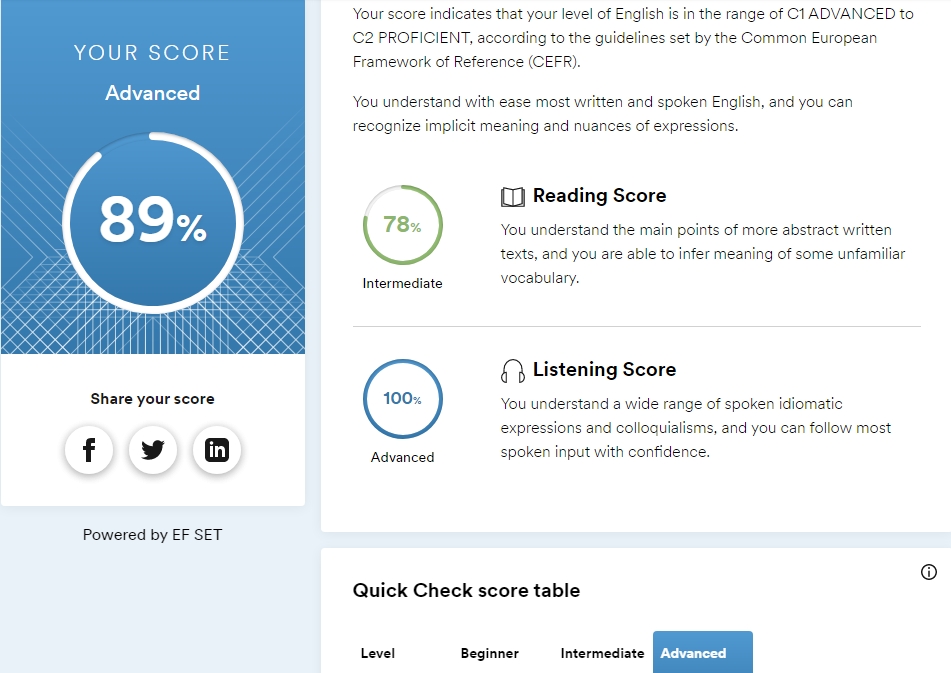 YOUR SCORE
Advanced
89%
Share your score
f
in
Powered by EF SET
Your score indicates that your level of English is in the range of C1 ADVANCED to
C2 PROFICIENT, according to the guidelines set by the Common European
Framework of Reference (CEFR).
You understand with ease most written and spoken English, and you can
recognize implicit meaning and nuances of expressions.
78%
Intermediate
Reading Score
You understand the main points of more abstract written
texts, and you are able to infer meaning of some unfamiliar
vocabulary.
100%
Advanced
Listening Score
You understand a wide range of spoken idiomatic
expressions and colloquialisms, and you can follow most
spoken input with confidence.
Quick Check score table
Level Beginner Intermediate Advanced